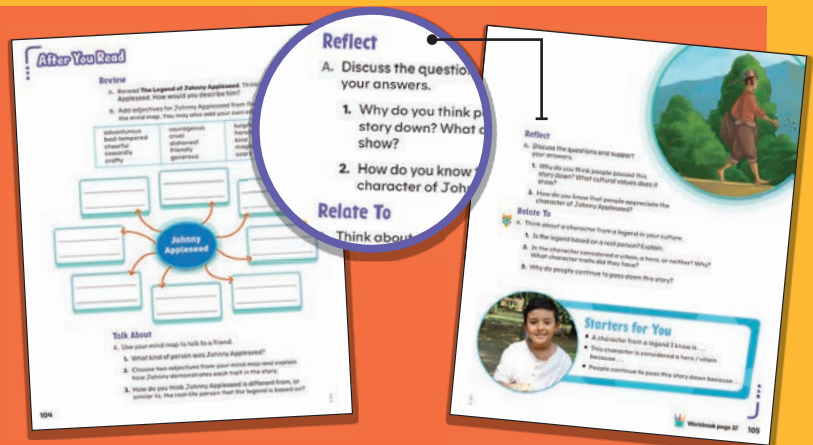 After You Read
Review
A. Reread The Legend of Johnny Appleseed. Think
Appleseed. How would you describe him?
B. Add adjectives for Johnny Appleseed from the
the mind map. You may also add your own
adventurous
bad-tempered
cheerful
cowardly
crafty
courageous
cruel
dishonest
friendly
generous
Johnny
Appleseed
Talk About
A. Use your mind map to talk to a friend.
1. What kind of person was Johnny Appleseed?
2. Choose two adjectives from your mind map and explain
how Johnny demonstrates each trait in the story.
3. How do you think Johnny Appleseed is different from, or
similar to, the real-life person that the legend is based on?
104
Reflect
A. Discuss the questio
your answers.
1. Why do you think p
story down? What c
show?
2. How do you know
character of Joh
Relate To
Think about
Reflect
A. Discuss the questions and support
your answers.
1. Why do you think people passed this
story down? What cultural values does it
show?
2. How do you know that people appreciate the
character of Johnny Appleseed?
Relate To
A. Think about a character from a legend in your culture.
1. Is the legend based on a real person? Explain.
2. Is the character considered a villain, a hero, or neither? Why?
What character traits did they have?
3. Why do people continue to pass down this story?
Starters for You
• A character from a legend I know is . . .
• This character is considered a hero / villain
because . . .
• People continue to pass this story down because . . .
Workbook page 37
105